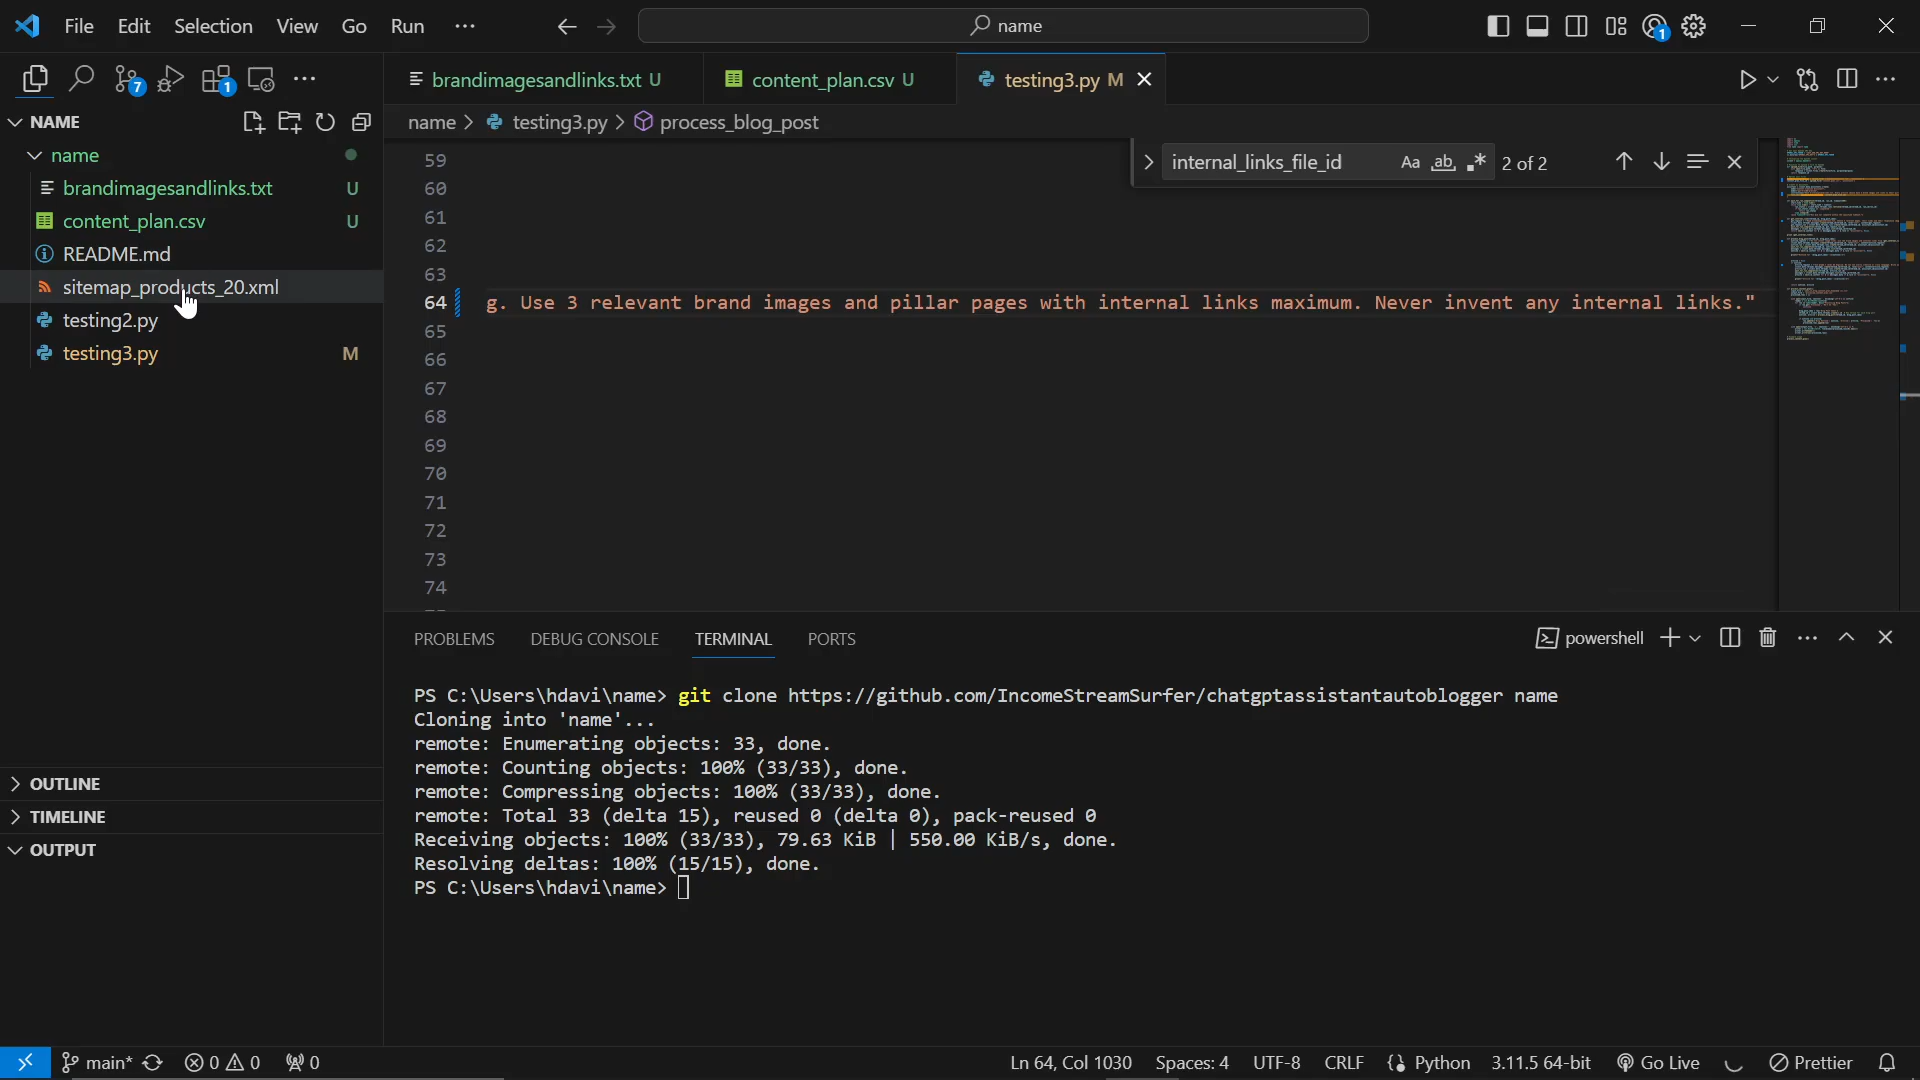 File Edit Selection View Go Run ...
name
1
7
1
brandimagesandlinks.txt U
content_plan.csv U
testing3.py M
NAME
name > testing3.py > process_blog_post
name
brandimagesandlinks.txt U
content_plan.csv U
README.md
sitemap_products_20.xml
testing2.py
testing3.py M
internal_links_file_id Aa ab .* 2 of 2
59
60
61
62
63
64 g. Use 3 relevant brand images and pillar pages with internal links maximum. Never invent any internal links."
65
66
67
68
69
70
71
72
73
74
PROBLEMS DEBUG CONSOLE TERMINAL PORTS
powershell
PS C:\Users\hdavi\name> git clone https://github.com/IncomeStreamSurfer/chatgptassistantautoblogger name
Cloning into 'name'...
remote: Enumerating objects: 33, done.
remote: Counting objects: 100% (33/33), done.
remote: Compressing objects: 100% (33/33), done.
remote: Total 33 (delta 15), reused 0 (delta 0), pack-reused 0
Receiving objects: 100% (33/33), 79.63 KiB | 550.00 KiB/s, done.
Resolving deltas: 100% (15/15), done.
PS C:\Users\hdavi\name>
OUTLINE
TIMELINE
OUTPUT
main* 0 0 0
Ln 64, Col 1030 Spaces: 4 UTF-8 CRLF Python 3.11.5 64-bit Go Live Prettier